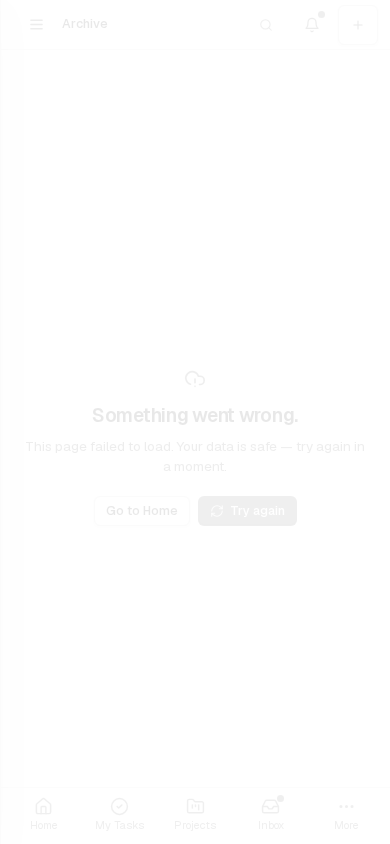 Archive
Something went wrong.
This page failed to load. Your data is safe — try again in
a moment.
Go to Home
Try again
Home
My Tasks
Projects
Inbox
More